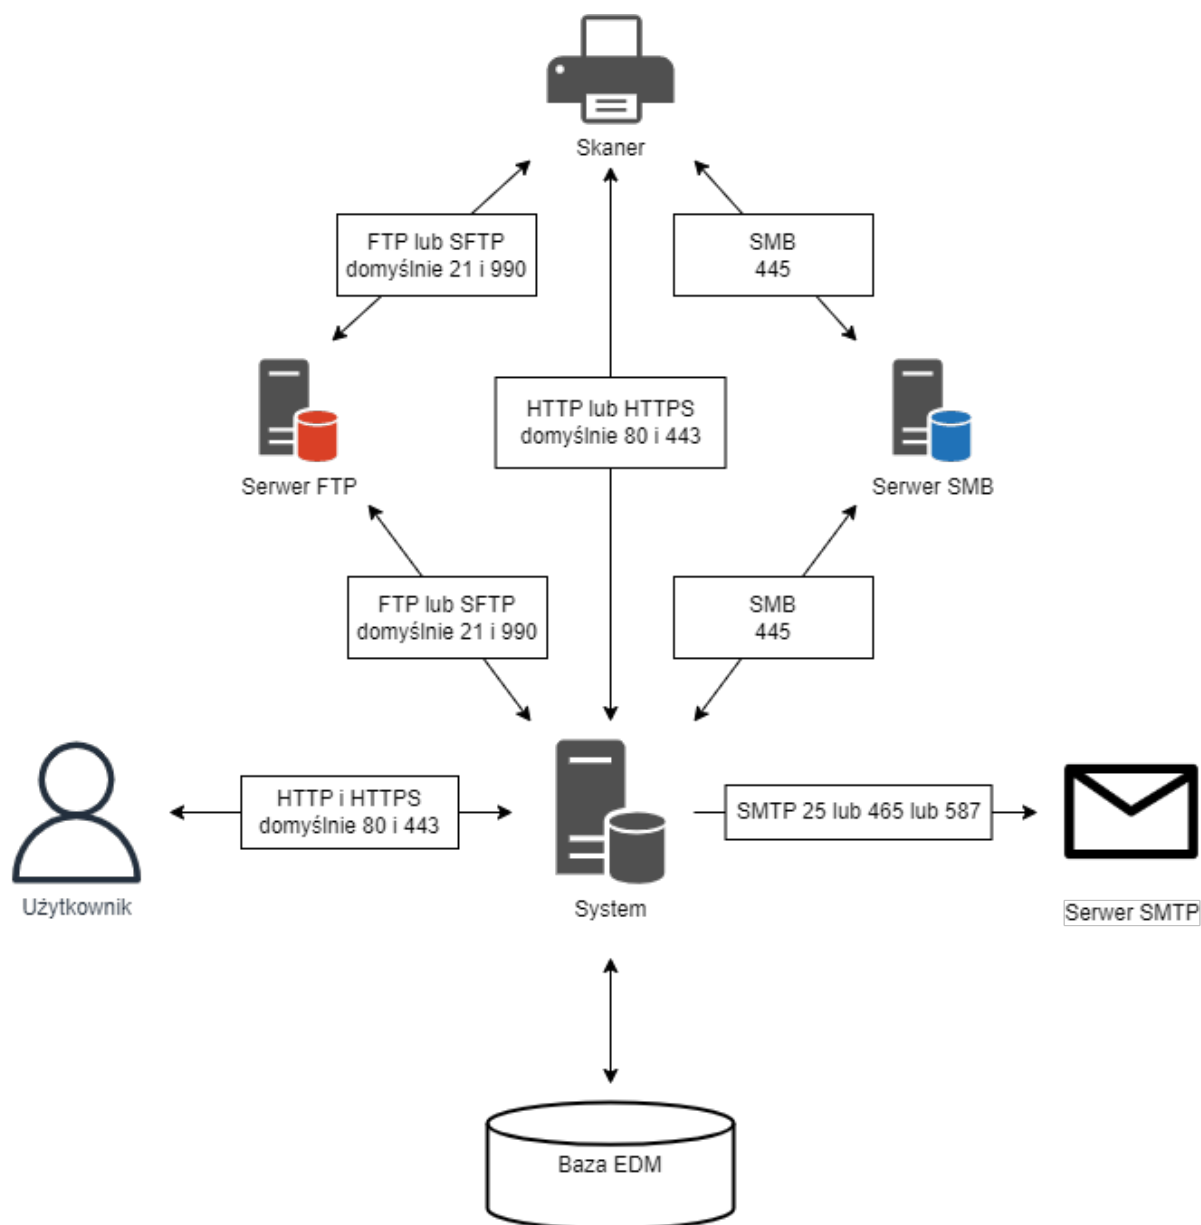 Skaner
FTP lub SFTP
domyślnie 21 i 990
SMB
445
HTTP lub HTTPS
domyślnie 80 i 443
Serwer FTP
Serwer SMB
FTP lub SFTP
domyślnie 21 i 990
SMB
445
HTTP i HTTPS
domyślnie 80 i 443
SMTP 25 lub 465 lub 587
Użytkownik
System
Serwer SMTP
Baza EDM